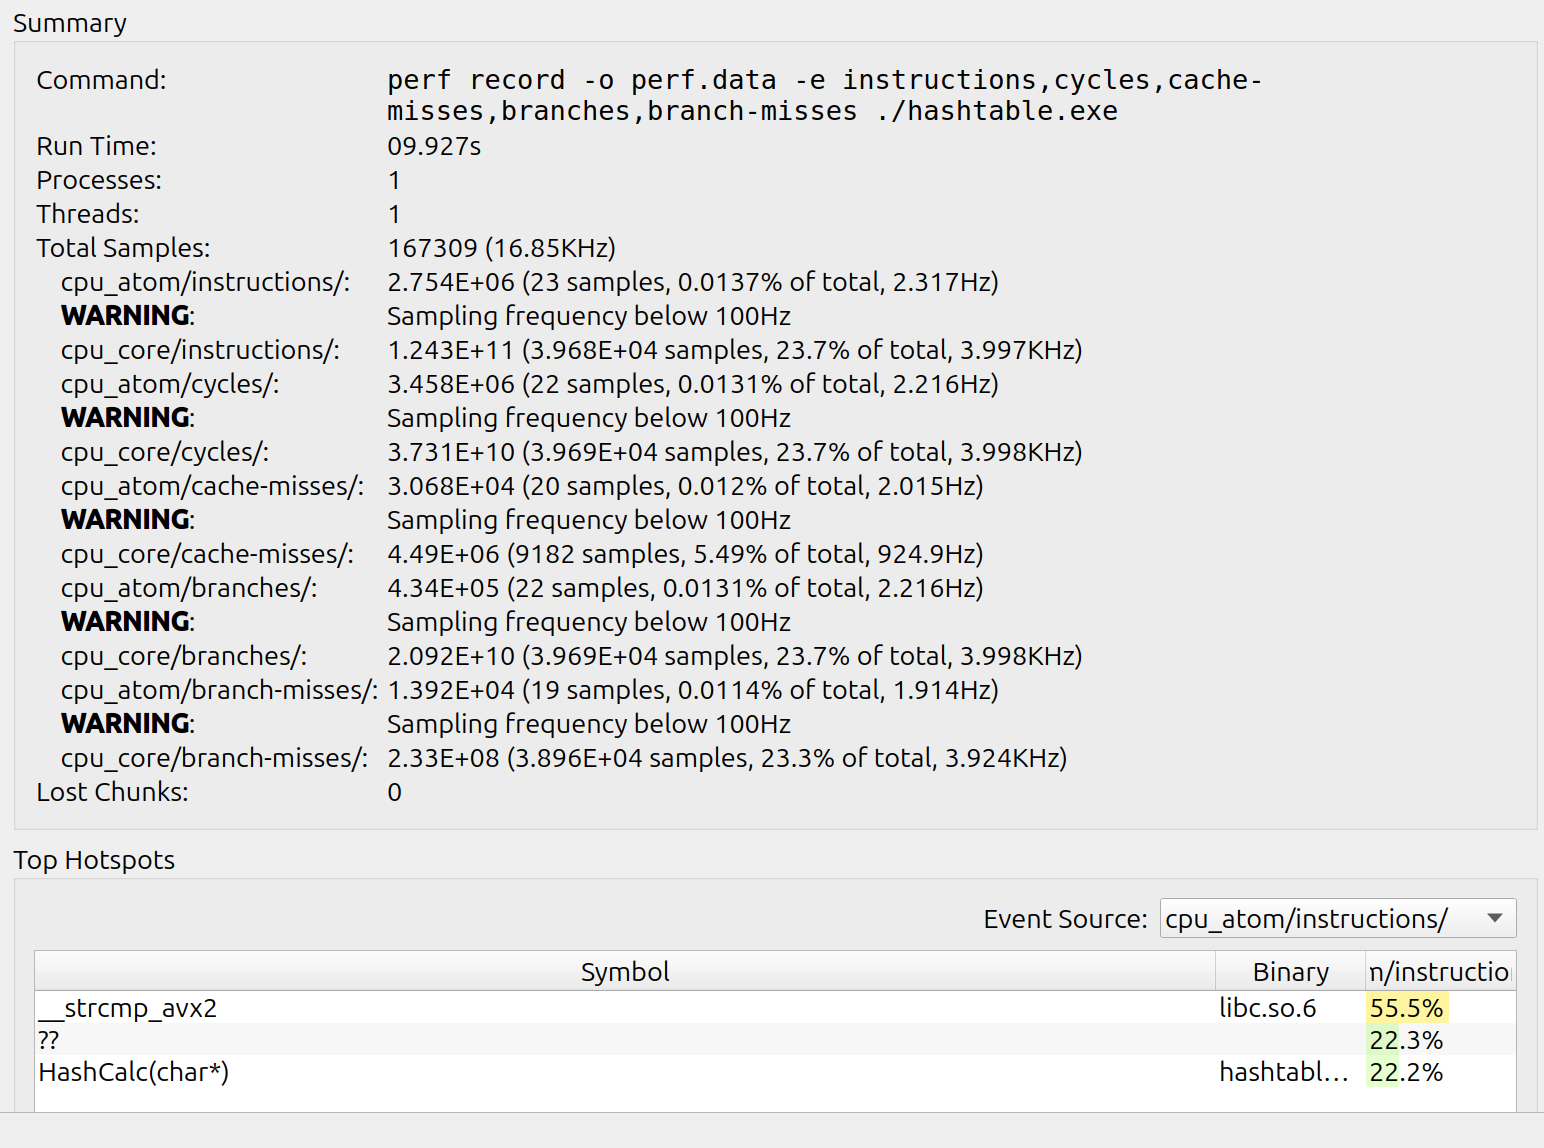 Summary
Command: perf record -o perf.data -e instructions,cycles,cache-
misses,branches,branch-misses ./hashtable.exe
Run Time: 09.927s
Processes: 1
Threads: 1
Total Samples: 167309 (16.85KHz)
cpu_atom/instructions/: 2.754E+06 (23 samples, 0.0137% of total, 2.317Hz)
WARNING: Sampling frequency below 100Hz
cpu_core/instructions/: 1.243E+11 (3.968E+04 samples, 23.7% of total, 3.997KHz)
cpu_atom/cycles/: 3.458E+06 (22 samples, 0.0131% of total, 2.216Hz)
WARNING: Sampling frequency below 100Hz
cpu_core/cycles/: 3.731E+10 (3.969E+04 samples, 23.7% of total, 3.998KHz)
cpu_atom/cache-misses/: 3.068E+04 (20 samples, 0.012% of total, 2.015Hz)
WARNING: Sampling frequency below 100Hz
cpu_core/cache-misses/: 4.49E+06 (9182 samples, 5.49% of total, 924.9Hz)
cpu_atom/branches/: 4.34E+05 (22 samples, 0.0131% of total, 2.216Hz)
WARNING: Sampling frequency below 100Hz
cpu_core/branches/: 2.092E+10 (3.969E+04 samples, 23.7% of total, 3.998KHz)
cpu_atom/branch-misses/: 1.392E+04 (19 samples, 0.0114% of total, 1.914Hz)
WARNING: Sampling frequency below 100Hz
cpu_core/branch-misses/: 2.33E+08 (3.896E+04 samples, 23.3% of total, 3.924KHz)
Lost Chunks: 0
Top Hotspots
Event Source: cpu_atom/instructions/
Symbol Binary n/instructio
__strcmp_avx2 libc.so.6 55.5%
?? 22.3%
HashCalc(char*) hashtabl... 22.2%